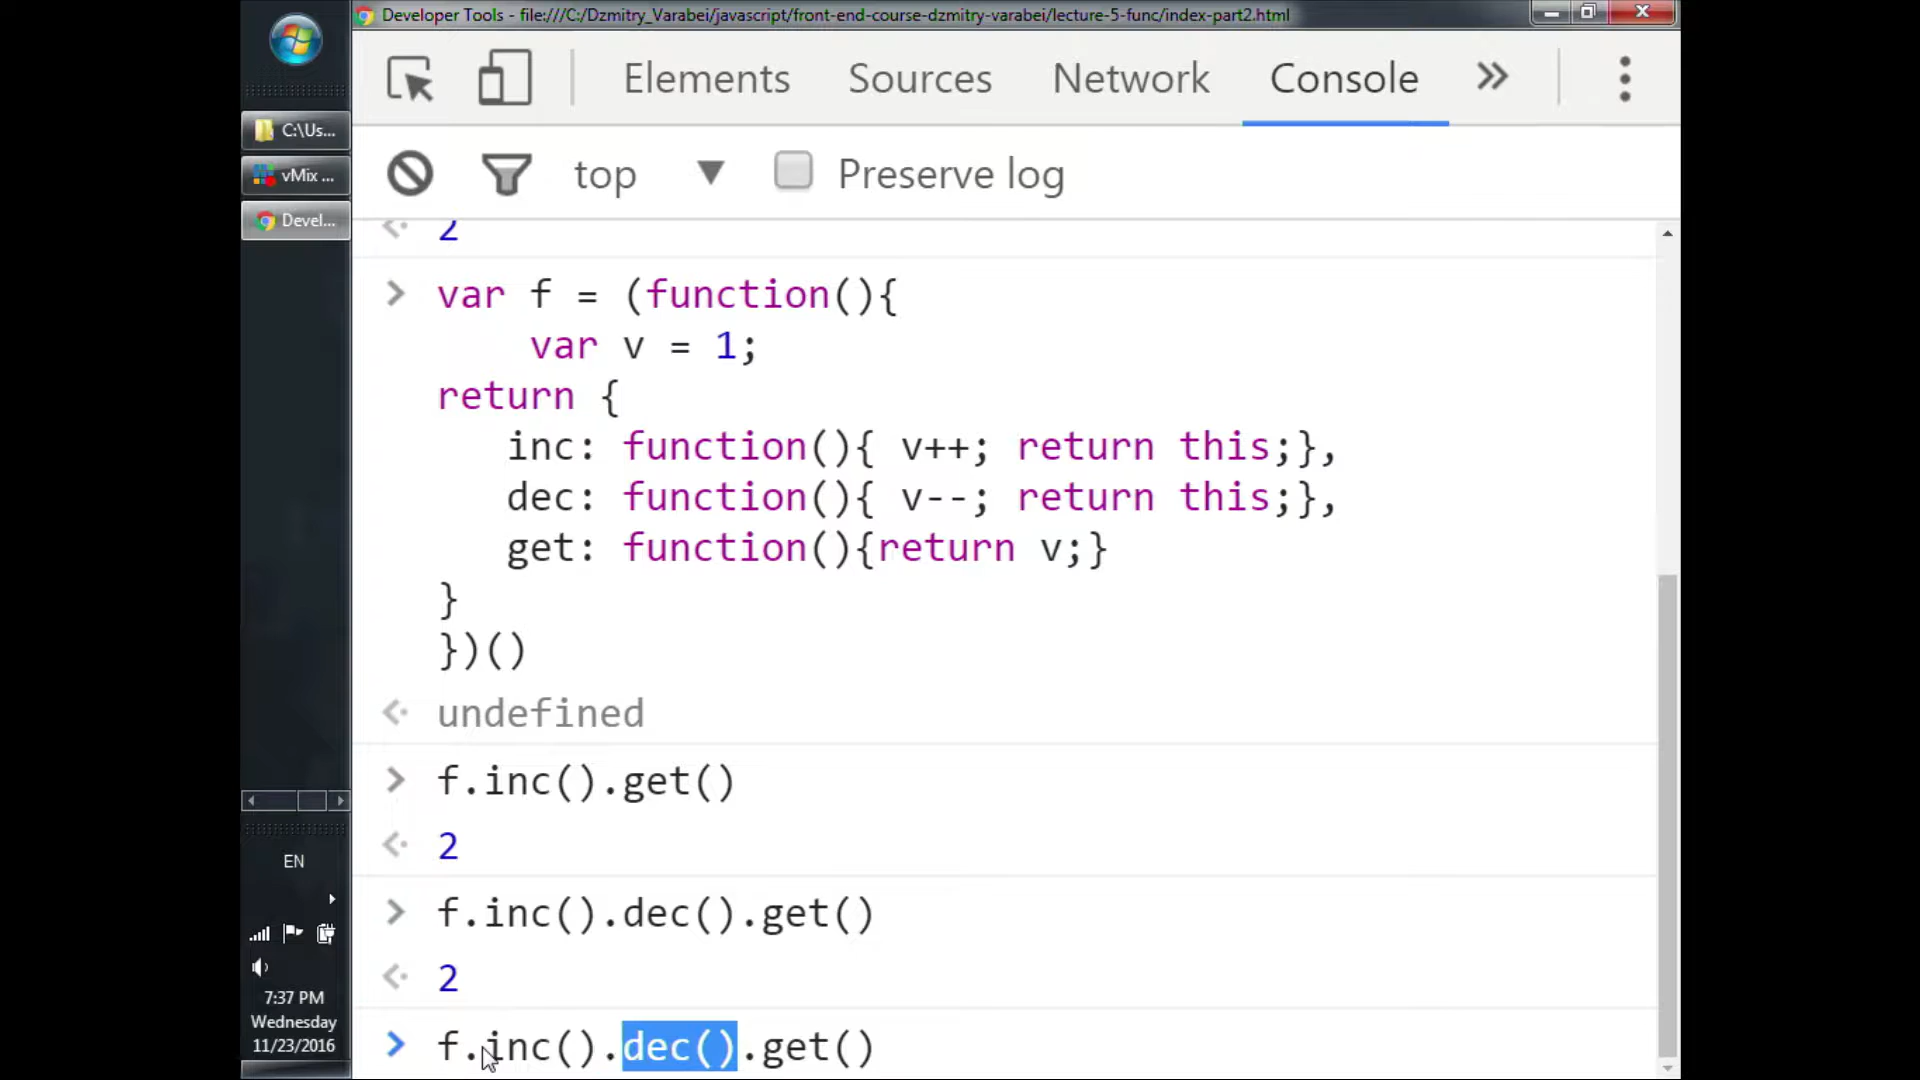 Developer Tools - file:///C:/Dzmitry_Varabei/javascript/front-end-course-dzmitry-varabei/lecture-5-func/index-part2.html
Elements Sources Network Console
top Preserve log
C:\Us...
vMix ...
Devel...
2
var f = (function(){
var v = 1;
return {
inc: function(){ v++; return this;},
dec: function(){ v--; return this;},
get: function(){return v;}
}
})()
undefined
f.inc().get()
2
f.inc().dec().get()
2
f.inc().dec().get()
EN
7:37 PM
Wednesday
11/23/2016